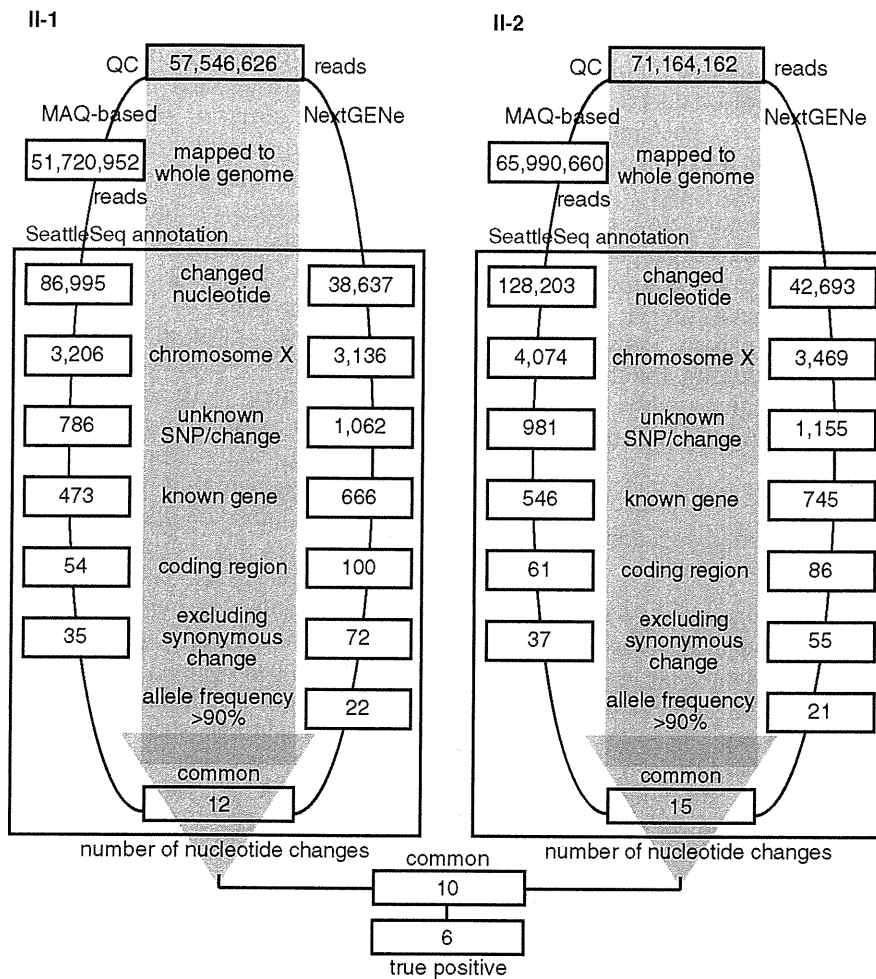 II-1
QC 57,546,626 reads
MAQ-based
NextGENe
51,720,952
reads
mapped to
whole genome
SeattleSeq annotation
86,995
changed
nucleotide
38,637
3,206
chromosome X
3,136
786
unknown
SNP/change
1,062
473
known gene
666
54
coding region
100
35
excluding
synonymous
change
72
allele frequency
>90%
22
common
12
number of nucleotide changes
II-2
QC 71,164,162 reads
MAQ-based
NextGENe
65,990,660
reads
mapped to
whole genome
SeattleSeq annotation
128,203
changed
nucleotide
42,693
4,074
chromosome X
3,469
981
unknown
SNP/change
1,155
546
known gene
745
61
coding region
86
37
excluding
synonymous
change
55
allele frequency
>90%
21
common
15
number of nucleotide changes
common
10
6
true positive